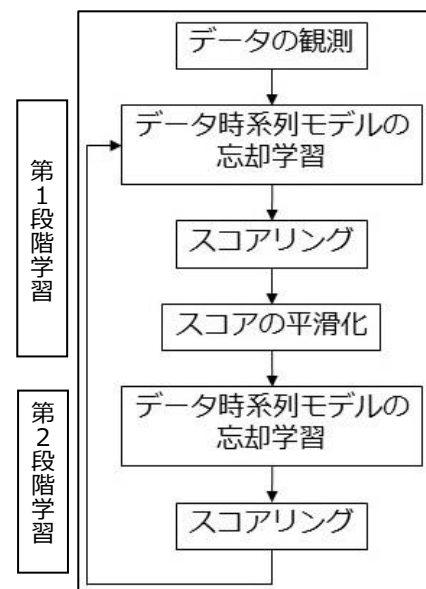 データの観測
データ時系列モデルの
忘却学習
スコアリング
スコアの平滑化
データ時系列モデルの
忘却学習
スコアリング
第1段階学習
第2段階学習